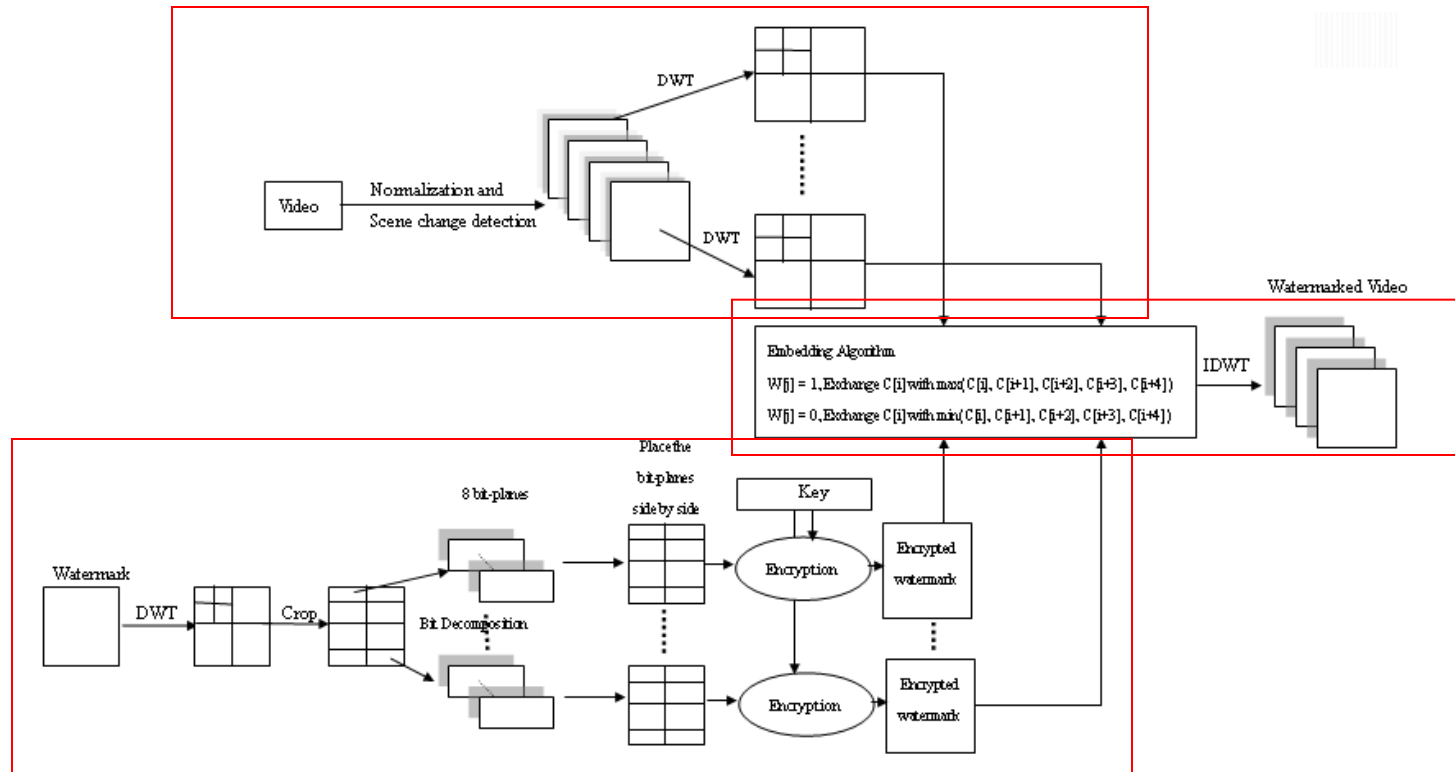 DWT
Video
Normalization and
Scene change detection
DWT
Watermarked Video
Embedding Algorithm
W[j] = 1, Exchange C[i] with max(C[i], C[i+1], C[i+2], C[i+3], C[i+4])
W[j] = 0, Exchange C[i] with min(C[i], C[i+1], C[i+2], C[i+3], C[i+4])
IDWT
Place the
bit-planes
side by side
8 bit-planes
Key
Watermark
DWT
Crop
Bit Decomposition
Encryption
Encrypted
watermark
Encryption
Encrypted
watermark